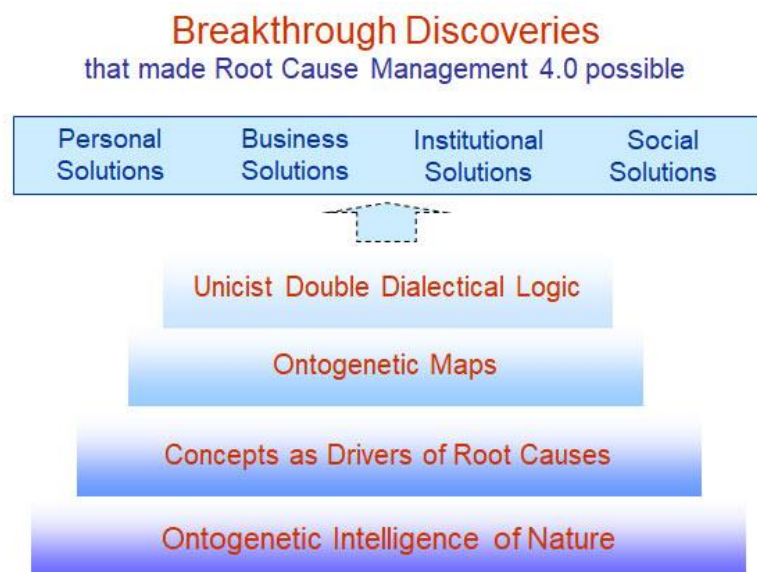 Breakthrough Discoveries
that made Root Cause Management 4.0 possible
Personal Solutions
Business Solutions
Institutional Solutions
Social Solutions
Unicist Double Dialectical Logic
Ontogenetic Maps
Concepts as Drivers of Root Causes
Ontogenetic Intelligence of Nature